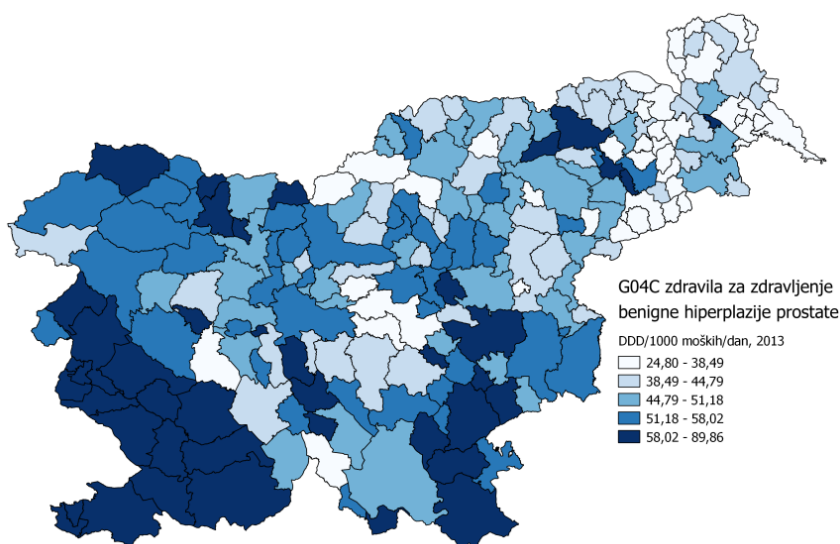 G04C zdravila za zdravljenje
benigne hiperplazije prostate
DDD/1000 moških/dan, 2013
24,80 - 38,49
38,49 - 44,79
44,79 - 51,18
51,18 - 58,02
58,02 - 89,86